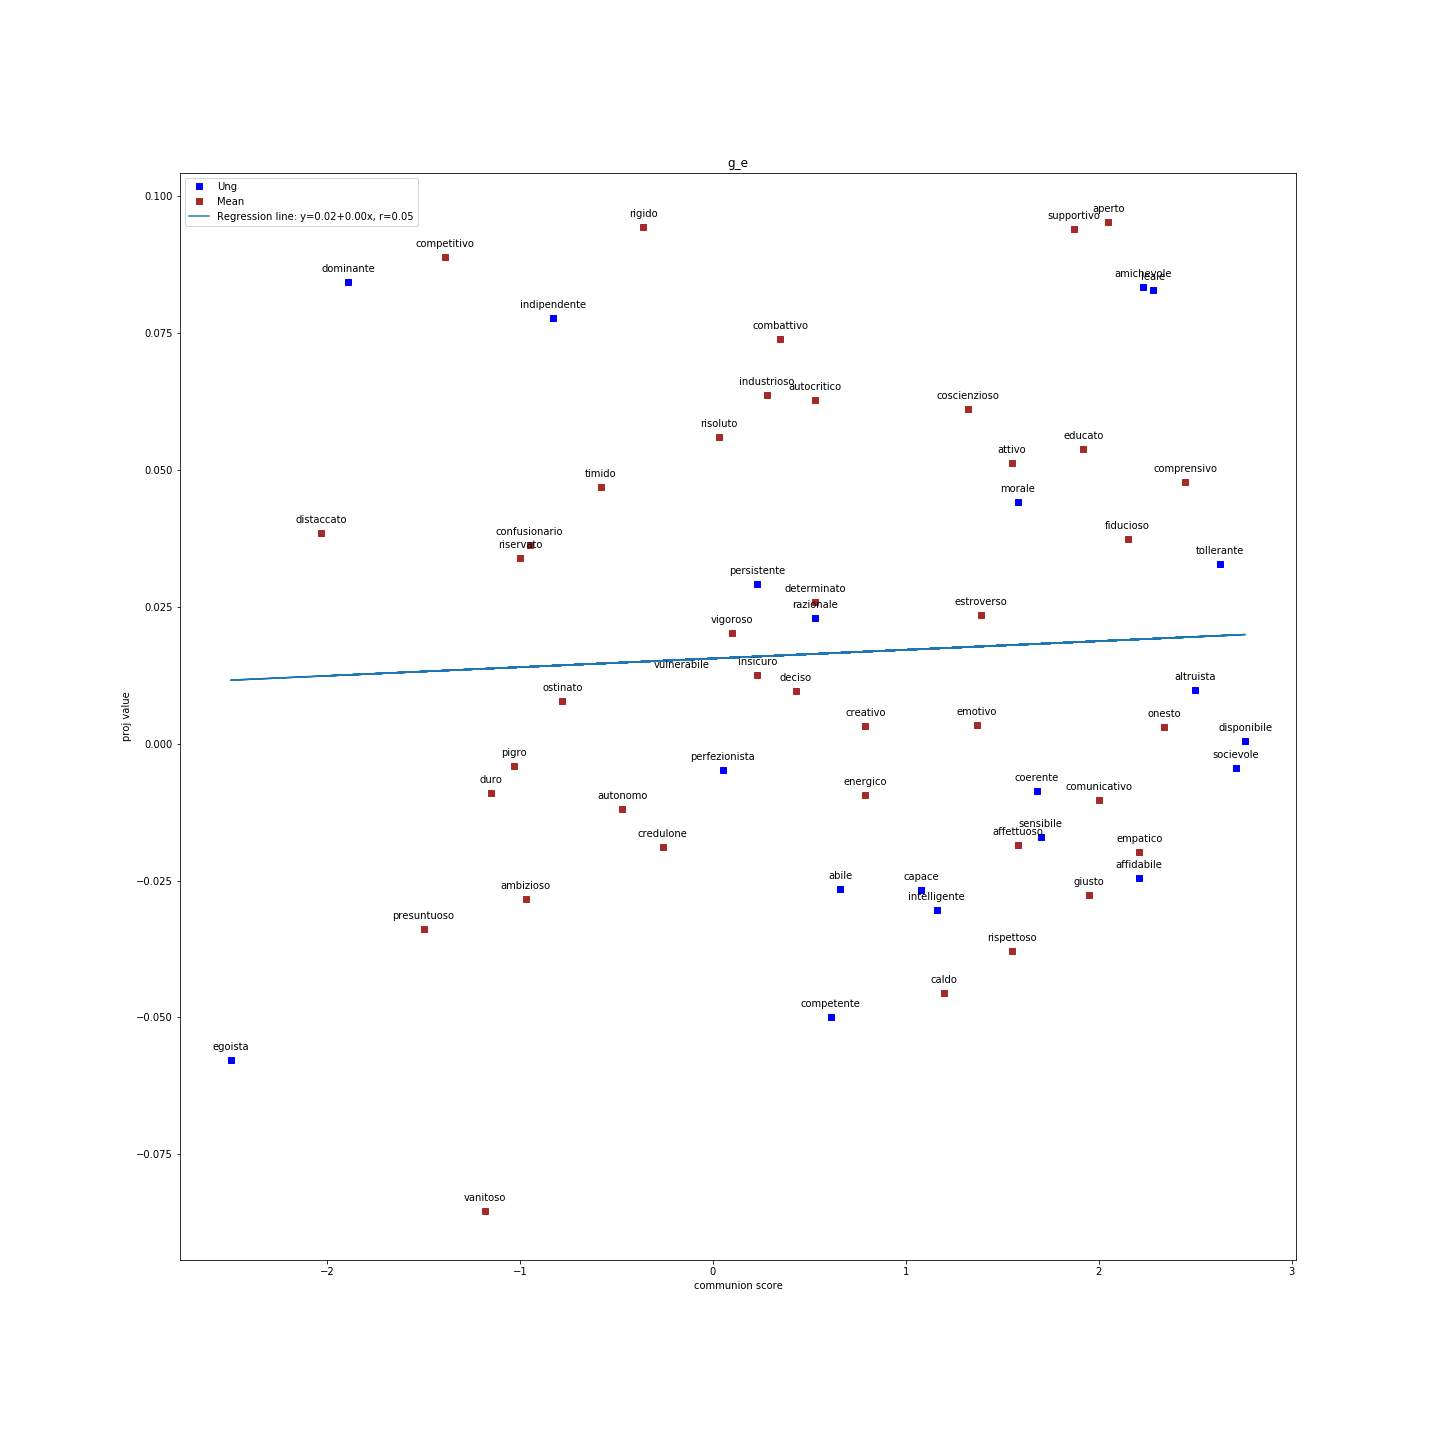 g_e
Ung
Mean
Regression line: y=0.02+0.00x, r=0.05
0.100
0.075
0.050
0.025
0.000
−0.025
−0.050
−0.075
proj value
rigido
supportivo
aperto
competitivo
dominante
amichevole
leale
indipendente
combattivo
industrioso
autocritico
coscienzioso
risoluto
educato
attivo
comprensivo
timido
morale
distaccato
confusionario
riservato
fiducioso
tollerante
persistente
determinato
razionale
estroverso
vigoroso
vulnerabile
insicuro
deciso
altruista
ostinato
creativo
emotivo
onesto
disponibile
pigro
perfezionista
socievole
duro
energico
coerente
comunicativo
autonomo
credulone
affettuoso
sensibile
empatico
affidabile
ambizioso
abile
capace
giusto
intelligente
presuntuoso
rispettoso
caldo
competente
egoista
vanitoso
−2
−1
0
1
2
3
communion score